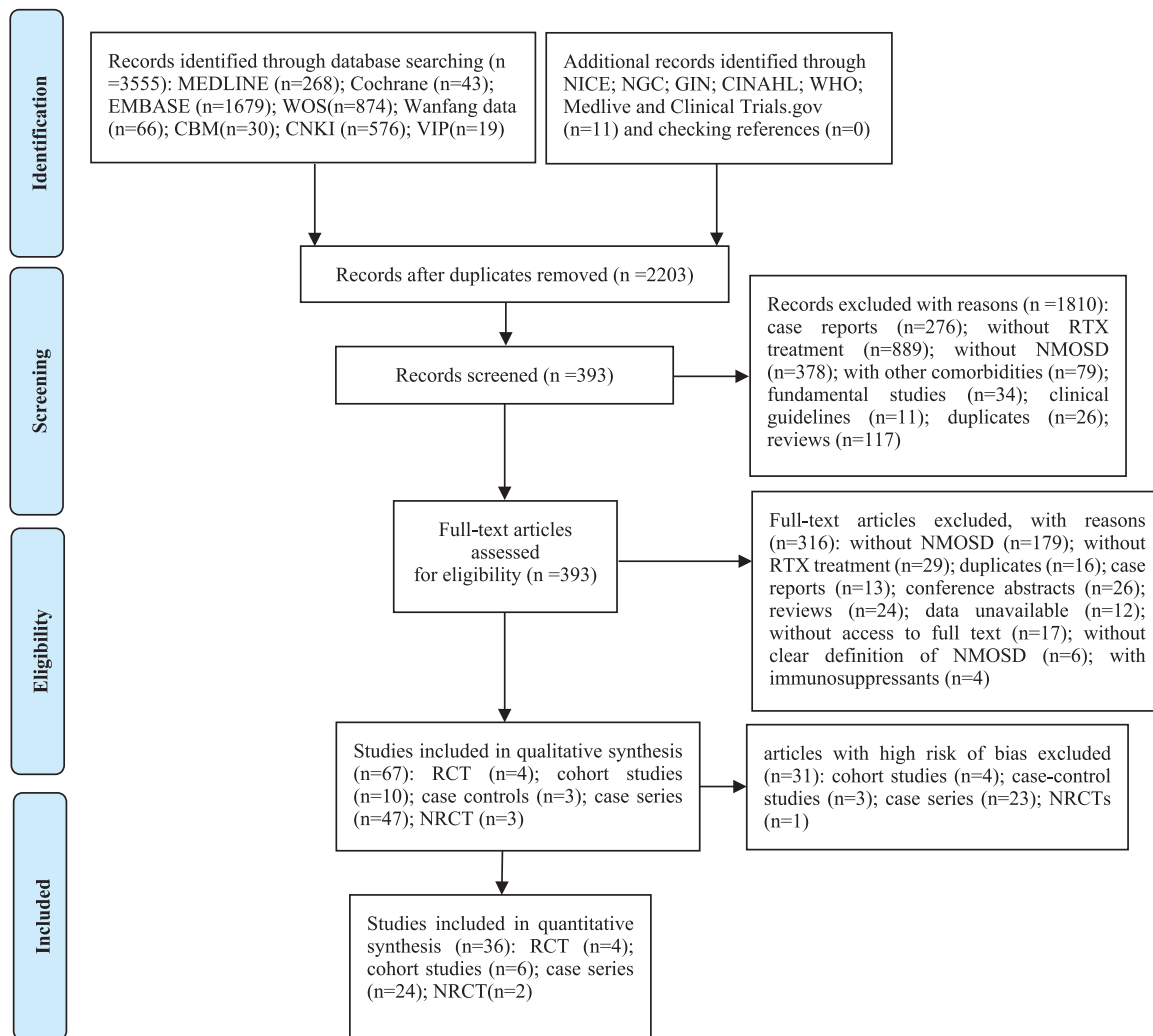 Identification
Records identified through database searching (n
=3555): MEDLINE (n=268); Cochrane (n=43);
EMBASE (n=1679); WOS(n=874); Wanfang data
(n=66); CBM(n=30); CNKI (n=576); VIP(n=19)
Additional records identified through
NICE; NGC; GIN; CINAHL; WHO;
Medlive and Clinical Trials.gov
(n=11) and checking references (n=0)
Records after duplicates removed (n =2203)
Screening
Records screened (n =393)
Records excluded with reasons (n =1810):
case reports (n=276); without RTX
treatment (n=889); without NMOSD
(n=378); with other comorbidities (n=79);
fundamental studies (n=34); clinical
guidelines (n=11); duplicates (n=26);
reviews (n=117)
Eligibility
Full-text articles
assessed
for eligibility (n =393)
Full-text articles excluded, with reasons
(n=316): without NMOSD (n=179); without
RTX treatment (n=29); duplicates (n=16); case
reports (n=13); conference abstracts (n=26);
reviews (n=24); data unavailable (n=12);
without access to full text (n=17); without
clear definition of NMOSD (n=6); with
immunosuppressants (n=4)
Studies included in qualitative synthesis
(n=67): RCT (n=4); cohort studies
(n=10); case controls (n=3); case series
(n=47); NRCT (n=3)
articles with high risk of bias excluded
(n=31): cohort studies (n=4); case-control
studies (n=3); case series (n=23); NRCTs
(n=1)
Included
Studies included in quantitative
synthesis (n=36): RCT (n=4);
cohort studies (n=6); case series
(n=24); NRCT(n=2)